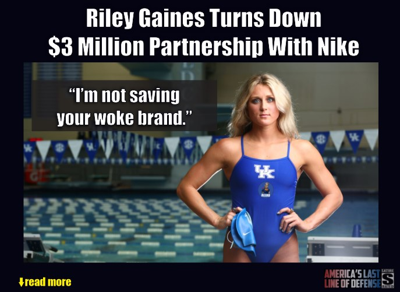 Riley Gaines Turns Down
$3 Million Partnership With Nike
“I’m not saving
your woke brand.”
UK
read more
AMERICA'S LAST
LINE OF DEFENSE